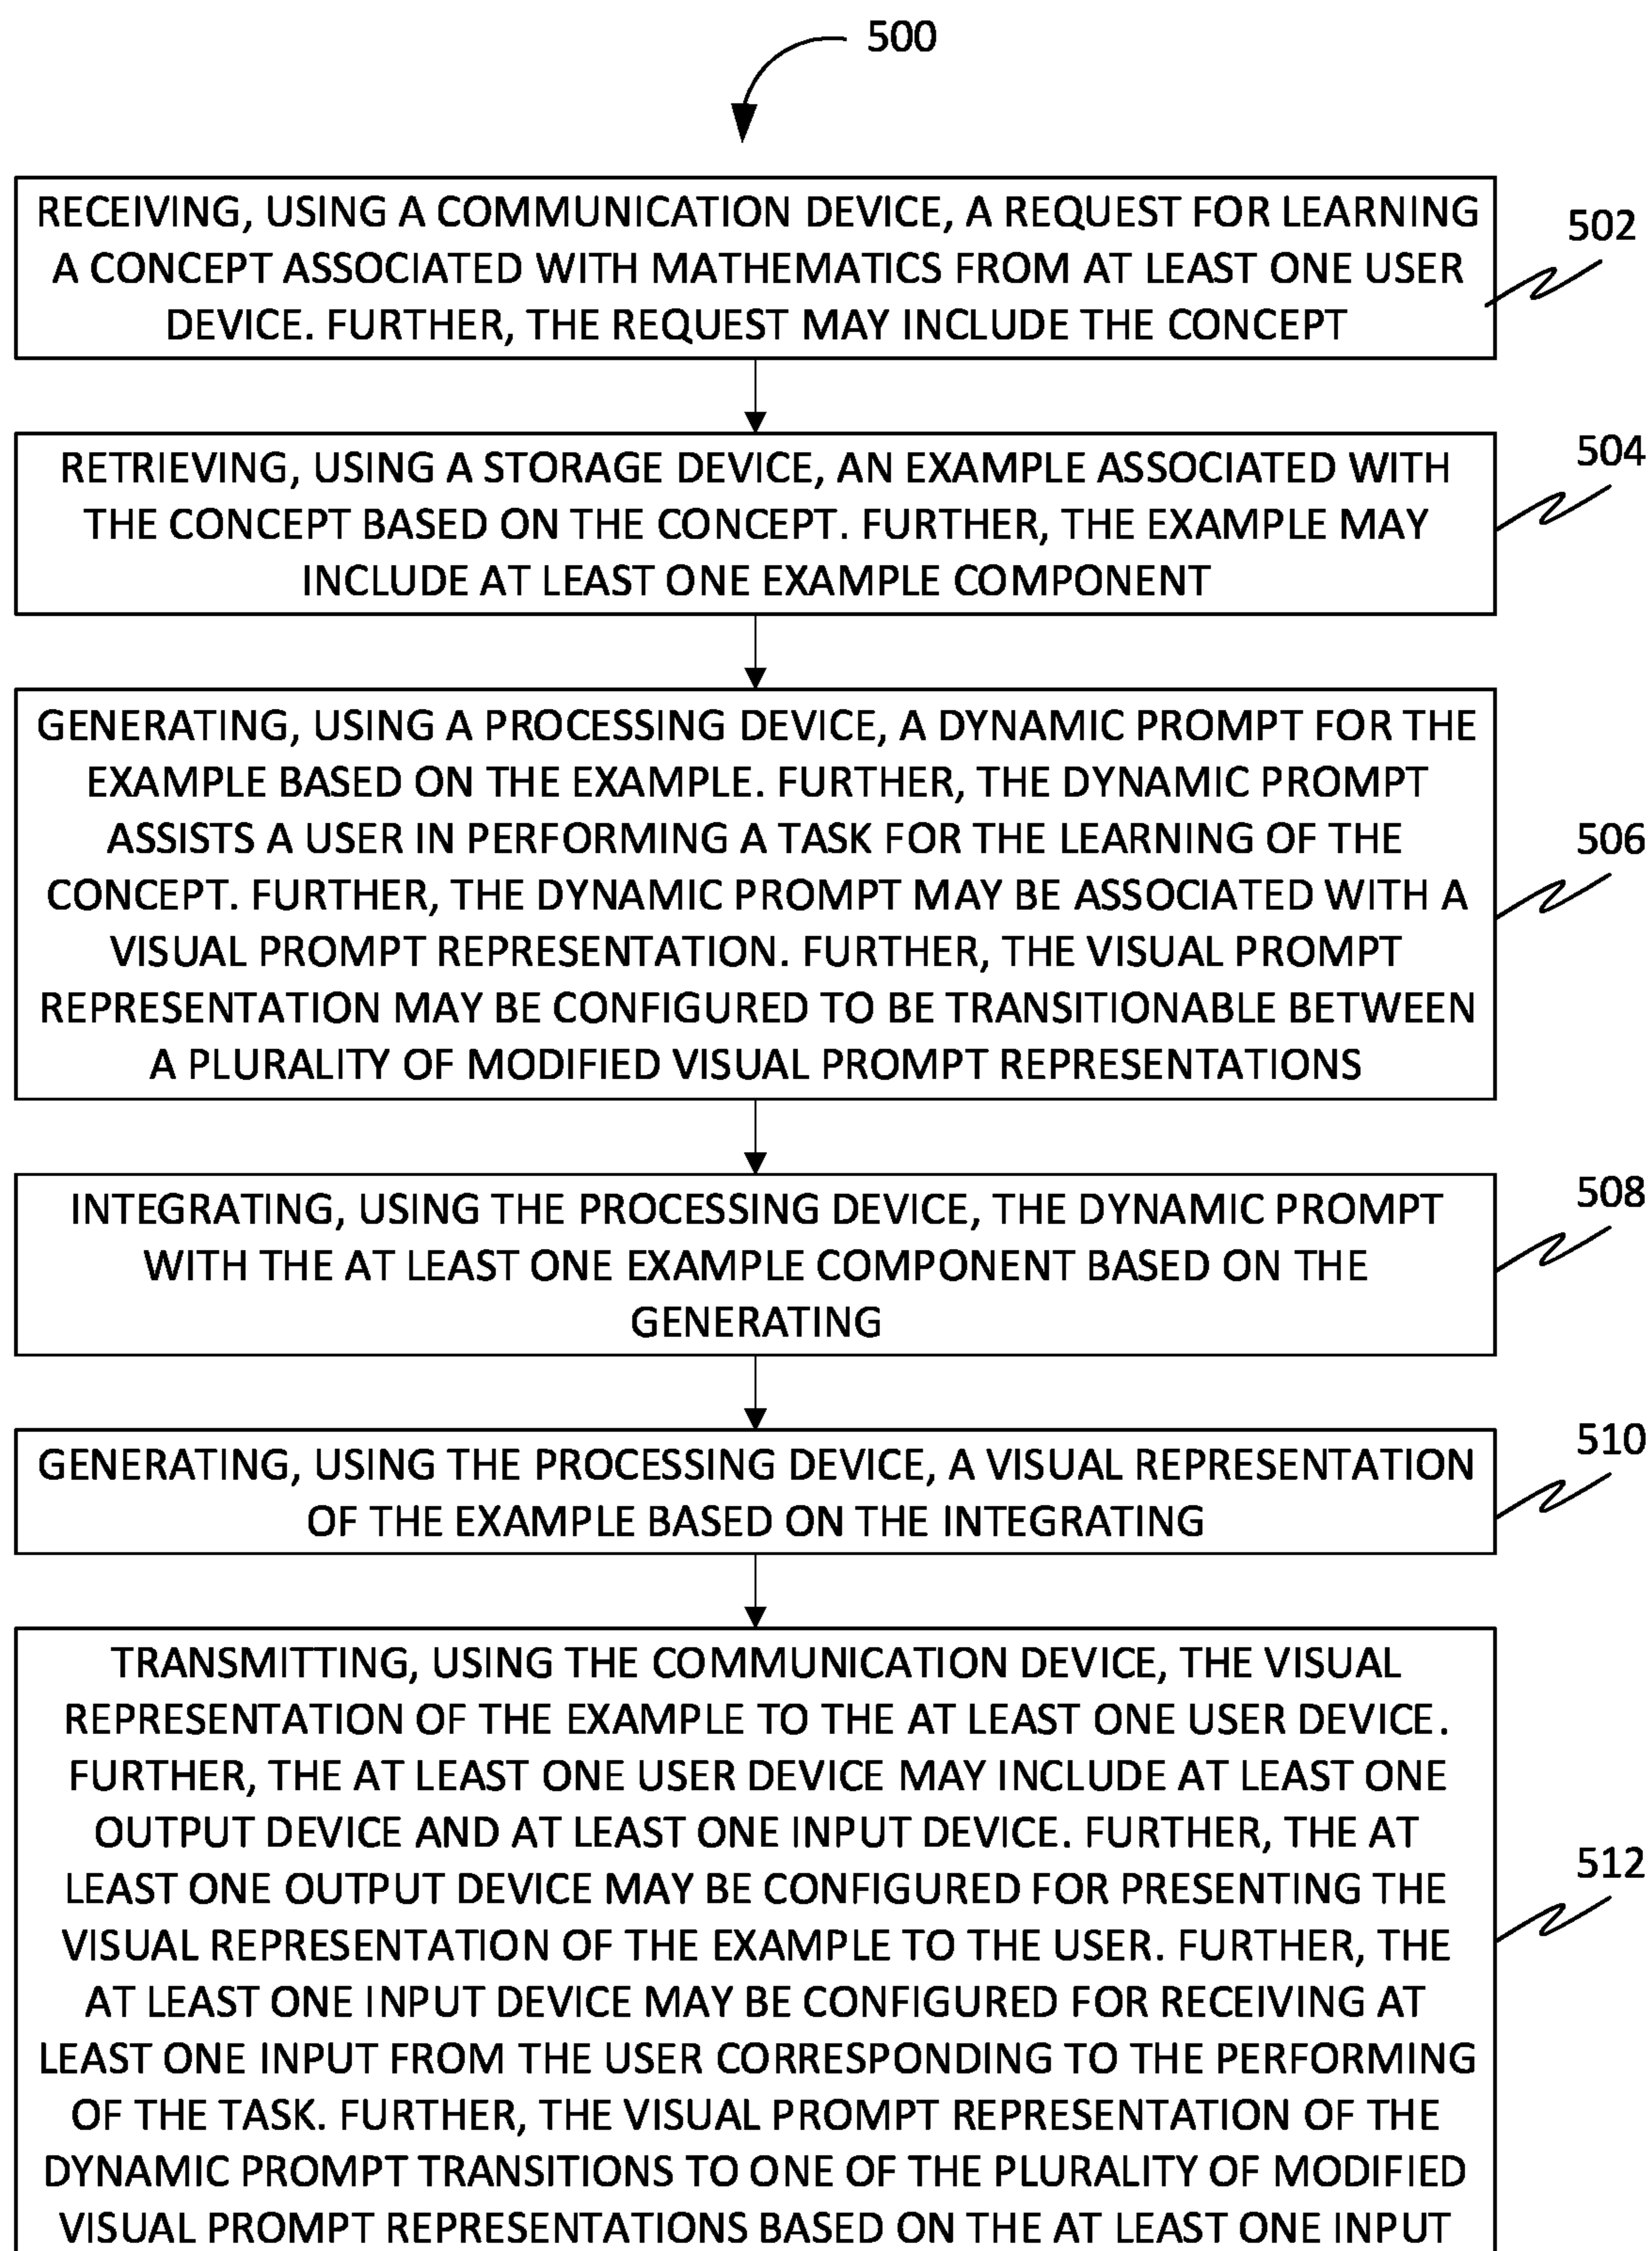 500
RECEIVING, USING A COMMUNICATION DEVICE, A REQUEST FOR LEARNING
A CONCEPT ASSOCIATED WITH MATHEMATICS FROM AT LEAST ONE USER
DEVICE. FURTHER, THE REQUEST MAY INCLUDE THE CONCEPT
502
RETRIEVING, USING A STORAGE DEVICE, AN EXAMPLE ASSOCIATED WITH
THE CONCEPT BASED ON THE CONCEPT. FURTHER, THE EXAMPLE MAY
INCLUDE AT LEAST ONE EXAMPLE COMPONENT
504
GENERATING, USING A PROCESSING DEVICE, A DYNAMIC PROMPT FOR THE
EXAMPLE BASED ON THE EXAMPLE. FURTHER, THE DYNAMIC PROMPT
ASSISTS A USER IN PERFORMING A TASK FOR THE LEARNING OF THE
CONCEPT. FURTHER, THE DYNAMIC PROMPT MAY BE ASSOCIATED WITH A
VISUAL PROMPT REPRESENTATION. FURTHER, THE VISUAL PROMPT
REPRESENTATION MAY BE CONFIGURED TO BE TRANSITIONABLE BETWEEN
A PLURALITY OF MODIFIED VISUAL PROMPT REPRESENTATIONS
506
INTEGRATING, USING THE PROCESSING DEVICE, THE DYNAMIC PROMPT
WITH THE AT LEAST ONE EXAMPLE COMPONENT BASED ON THE
GENERATING
508
GENERATING, USING THE PROCESSING DEVICE, A VISUAL REPRESENTATION
OF THE EXAMPLE BASED ON THE INTEGRATING
510
TRANSMITTING, USING THE COMMUNICATION DEVICE, THE VISUAL
REPRESENTATION OF THE EXAMPLE TO THE AT LEAST ONE USER DEVICE.
FURTHER, THE AT LEAST ONE USER DEVICE MAY INCLUDE AT LEAST ONE
OUTPUT DEVICE AND AT LEAST ONE INPUT DEVICE. FURTHER, THE AT
LEAST ONE OUTPUT DEVICE MAY BE CONFIGURED FOR PRESENTING THE
VISUAL REPRESENTATION OF THE EXAMPLE TO THE USER. FURTHER, THE
AT LEAST ONE INPUT DEVICE MAY BE CONFIGURED FOR RECEIVING AT
LEAST ONE INPUT FROM THE USER CORRESPONDING TO THE PERFORMING
OF THE TASK. FURTHER, THE VISUAL PROMPT REPRESENTATION OF THE
DYNAMIC PROMPT TRANSITIONS TO ONE OF THE PLURALITY OF MODIFIED
VISUAL PROMPT REPRESENTATIONS BASED ON THE AT LEAST ONE INPUT
512